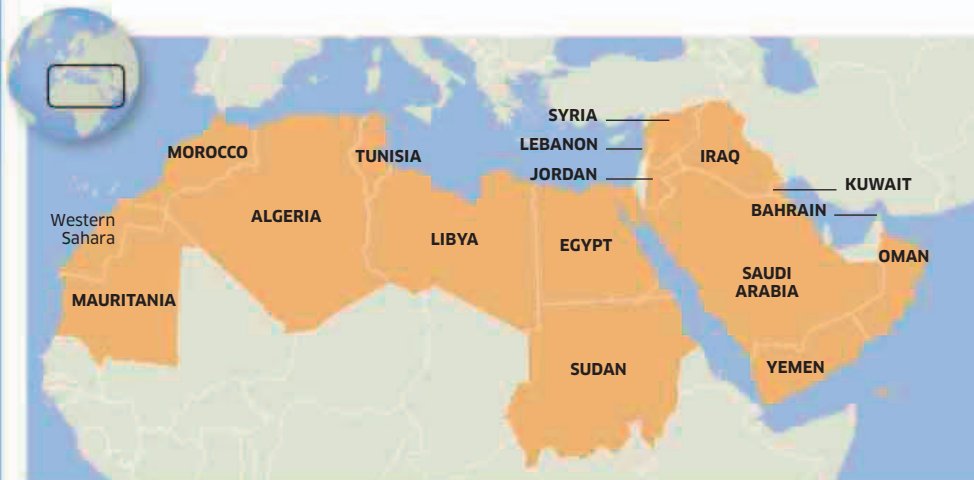 SYRIA
LEBANON
JORDAN
MOROCCO
TUNISIA
IRAQ
KUWAIT
BAHRAIN
ALGERIA
Western
Sahara
LIBYA
EGYPT
OMAN
SAUDI
ARABIA
MAURITANIA
SUDAN
YEMEN